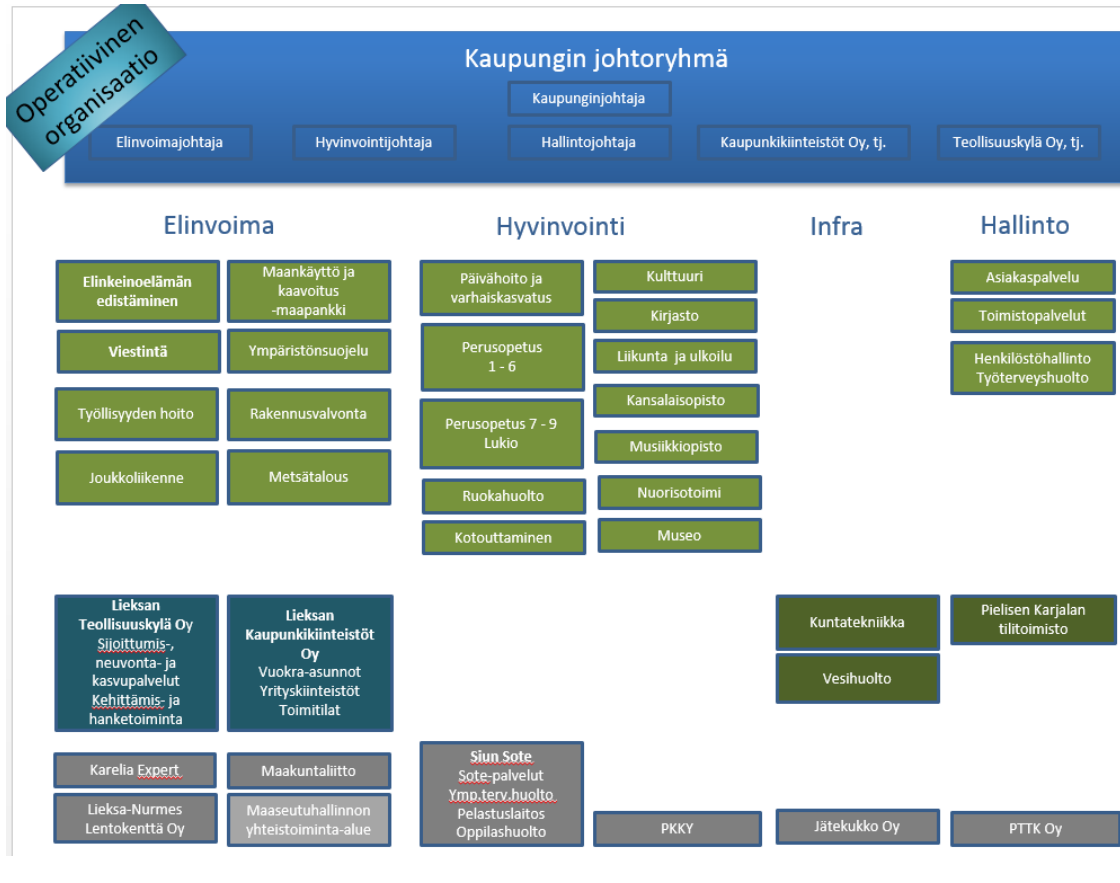 Operatiivinen
organisaatio
Kaupungin johtoryhmä
Kaupunginjohtaja
Elinvoimajohtaja
Hyvinvointijohtaja
Hallintojohtaja
Kaupunkikiinteistöt Oy, tj.
Teollisuuskylä Oy, tj.
Elinvoima
Elinkeinoelämän
edistäminen
Maankäyttö ja
kaavoitus
-maapankki
Viestintä
Ympäristönsuojelu
Työllisyyden hoito
Rakennusvalvonta
Joukkoliikenne
Metsätalous
Lieksan
Teollisuuskylä Oy
Sijoittumis-,
neuvonta- ja
kasvupalvelut
Kehittämis- ja
hanketoiminta
Lieksan
Kaupunkikiinteistöt
Oy
Vuokra-asunnot
Yrityskiinteistöt
Toimitilat
Karelia Expert
Maakuntaliitto
Lieksa-Nurmes
Lentokenttä Oy
Maaseutuhallinnon
yhteistoiminta-alue
Hyvinvointi
Päivähoito ja
varhaiskasvatus
Perusopetus
1 - 6
Perusopetus 7 - 9
Lukio
Ruokahuolto
Kotouttaminen
Kulttuuri
Kirjasto
Liikunta ja ulkoilu
Kansalaisopisto
Musiikkiopisto
Nuorisotoimi
Museo
Siun Sote
Sote-palvelut
Ymp.terv.huolto
Pelastuslaitos
Oppilashuolto
PKKY
Infra
Kuntatekniikka
Vesihuolto
Jätekukko Oy
Hallinto
Asiakaspalvelu
Toimistopalvelut
Henkilöstöhallinto
Työterveyshuolto
Pielisen Karjalan
tilitoimisto
PTTK Oy